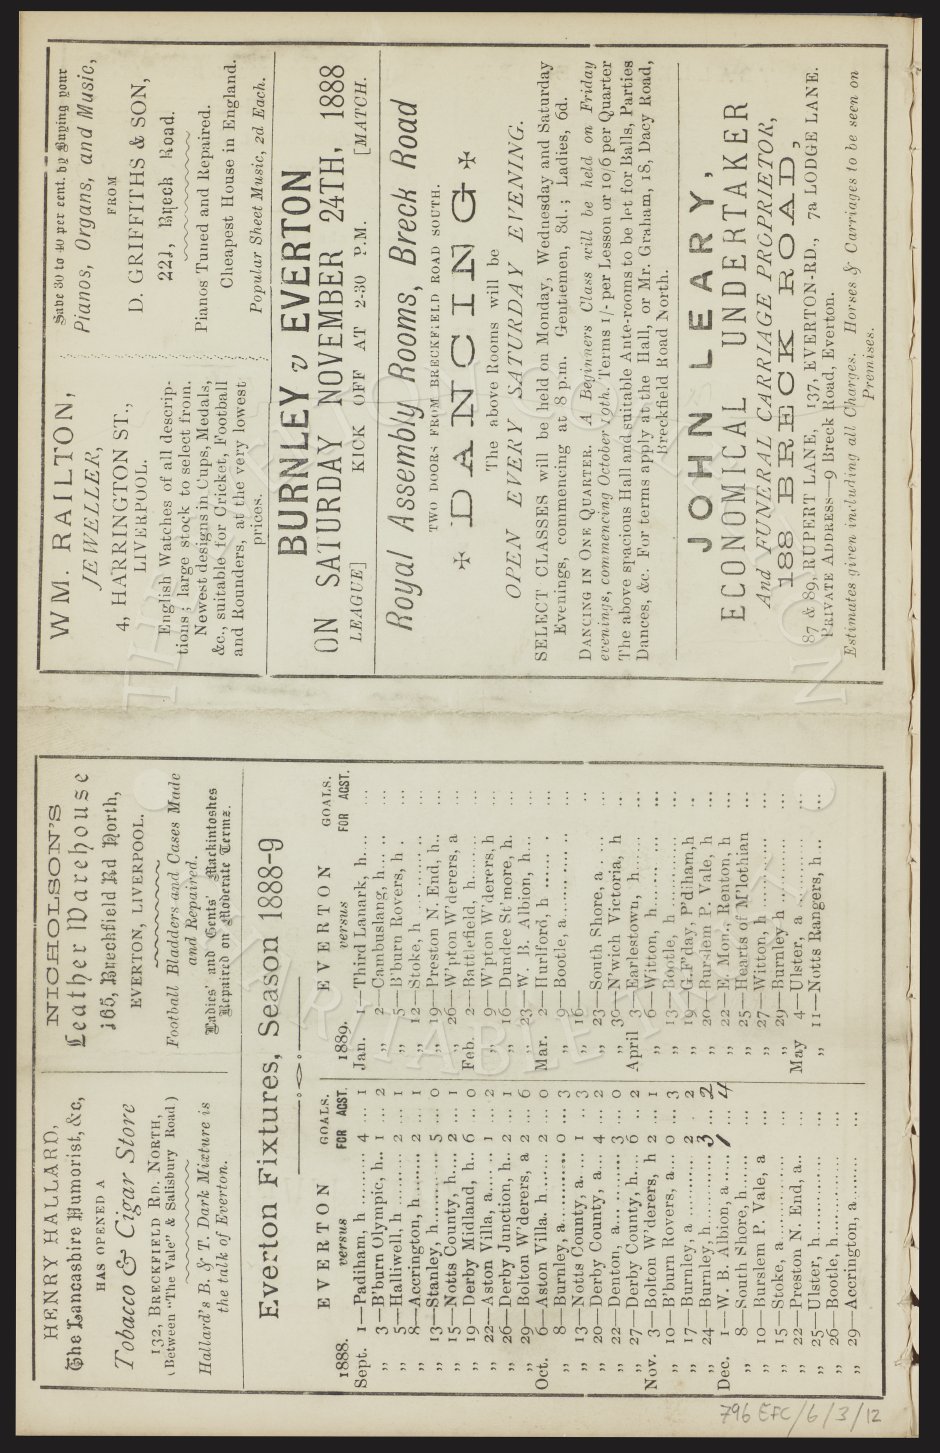 HENRY HALLARD,
The Lancashire Humorist, &c,
HAS OPENED A
Tobacco & Cigar Store
132, BRECKFIELD RD. NORTH,
(Between "The Vale" & Salisbury Road)
Hallard's B. & T. Dark Mixture is
the talk of Everton.
NICHOLSON'S
Leather Warehouse
165, Breckfield Rd North,
EVERTON, LIVERPOOL.
Football Bladders and Cases Made
and Repaired.
Ladies' and Gents' Mackintoshes
Repaired on Moderate Terms.
Everton Fixtures, Season 1888-9
EVERTON GOALS.
1888. versus FOR AGST.
Sept. 1—Padiham, h ... 4 ... 1
,, 3—B'burn Olympic, h.. 1 ... 2
,, 5—Halliwell, h ... 2 ... 1
,, 8—Accrington, h ... 2 ... 1
,, 13—Stanley, h ... 5 ... 0
,, 15—Notts County, h.... 2 ... 1
,, 19—Derby Midland, h.. 6 ... 0
,, 22—Aston Villa, a ... 1 ... 2
,, 26—Derby Junction, h.. 2 ... 1
,, 29—Bolton W'derers, a 2 ... 6
Oct. 6—Aston Villa.. h ... 2 ... 0
,, 8—Burnley, a ... 0 ... 3
,, 13—Notts County, a.. 1 ... 3
,, 20—Derby County, a... 4 ... 2
,, 22—Denton, a ... 3 ... 0
,, 27—Derby County, h.... 6 ... 2
Nov. 3—Bolton W'derers, h 2 ... 1
,, 10—B'burn Rovers, a... 0 ... 3
,, 17—Burnley, a ... 2 . 2
,, 24—Burnley, h ... 3 ... 2
Dec. 1—W. B. Albion, a ... 1 ... 4
,, 8—South Shore, h ... ...
,, 10—Burslem P. Vale, a ...
,, 15—Stoke, a ... ...
,, 22—Preston N. End, a... ...
,, 25—Ulster, h ... ...
,, 26—Bootle, h ... ...
,, 29—Accrington, a ... ...
EVERTON GOALS.
1889. versus FOR AGST.
Jan. 1—Third Lanark, h. ... ...
,, 2—Cambuslang, h ... ...
,, 5—B'burn Rovers, h . ...
,, 12—Stoke, h ... ...
,, 19—Preston N. End, h.. ...
,, 26—W'pton W'derers, a ...
Feb. 2—Battlefield, h ... ...
,, 9—W'pton W'derers, h ...
,, 16—Dundee St'more, h. ...
,, 23—W. B. Albion, h ... ...
Mar. 2—Hurlford, h ... ...
,, 9—Bootle, a ... ...
,, 16—
,, 23—South Shore, a . ... ...
,, 30—N'wich Victoria, h ..
April 3—Earlestown, h ... ...
,, 6—Witton, h ... ...
,, 13—Bootle, h ... ...
,, 19—G.F'day, P'diham, h ..
,, 20—Burslem P. Vale, h ...
,, 22—E. Mon., Renton, h ...
,, 25—Hearts of M'lothian ...
,, 27—Witton, h ... ...
,, 29—Burnley h ... ...
May 4—Ulster, a ... ...
,, 11—Notts Rangers, h ... ...
WM. RAILTON,
JEWELLER,
4, HARRINGTON ST.,
LIVERPOOL.
English Watches of all descrip-
tions; large stock to select from.
Newest designs in Cups, Medals,
&c., suitable for Cricket, Football
and Rounders, at the very lowest
prices.
Save 30 to 40 per cent. by Buying your
Pianos, Organs, and Music,
FROM
D. GRIFFITHS & SON,
221, Breck Road.
Pianos Tuned and Repaired.
Cheapest House in England.
Popular Sheet Music, 2d Each.
BURNLEY v EVERTON
ON SATURDAY NOVEMBER 24TH, 1888
LEAGUE] KICK OFF AT 2-30 P.M. [MATCH.
Royal Assembly Rooms, Breck Road
TWO DOORS FROM BRECKFIELD ROAD SOUTH.
DANCING
The above Rooms will be
OPEN EVERY SATURDAY EVENING.
SELECT CLASSES will be held on Monday, Wednesday and Saturday
Evenings, commencing at 8 p.m. Gentlemen, 8d.; Ladies, 6d.
DANCING IN ONE QUARTER. A Beginners Class will be held on Friday
evenings, commencing October 19th. Terms 1/- per Lesson or 10/6 per Quarter
The above spacious Hall and suitable Ante-rooms to be let for Balls, Parties
Dances, &c. For terms apply at the Hall, or Mr. Graham, 18, Dacy Road,
Breckfield Road North.
JOHN LEARY,
ECONOMICAL UNDERTAKER
And FUNERAL CARRIAGE PROPRIETOR,
188 BRECK ROAD,
87 & 89, RUPERT LANE, 137, EVERTON-RD., 7a LODGE LANE.
PRIVATE ADDRESS—9 Breck Road, Everton.
Estimates given including all Charges. Horses & Carriages to be seen on
Premises.
796 EFC/6/3/12